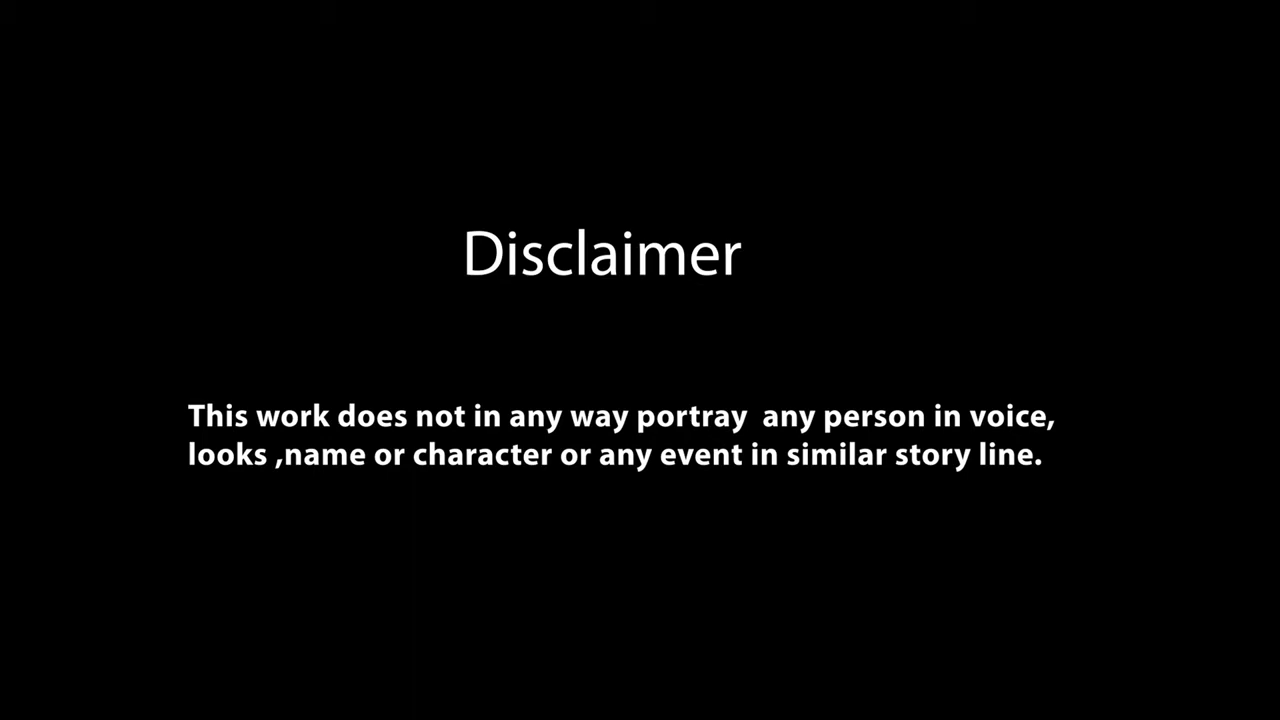 Disclaimer
This work does not in any way portray  any person in voice,
looks ,name or character or any event in similar story line.